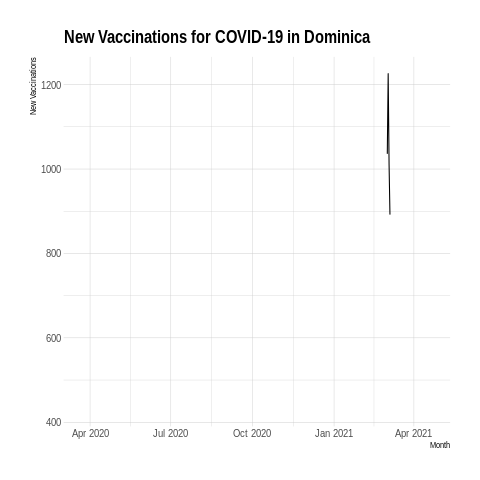 New Vaccinations for COVID-19 in Dominica
New Vaccinations
1200
1000
800
600
400
Apr 2020 Jul 2020 Oct 2020 Jan 2021 Apr 2021
Month